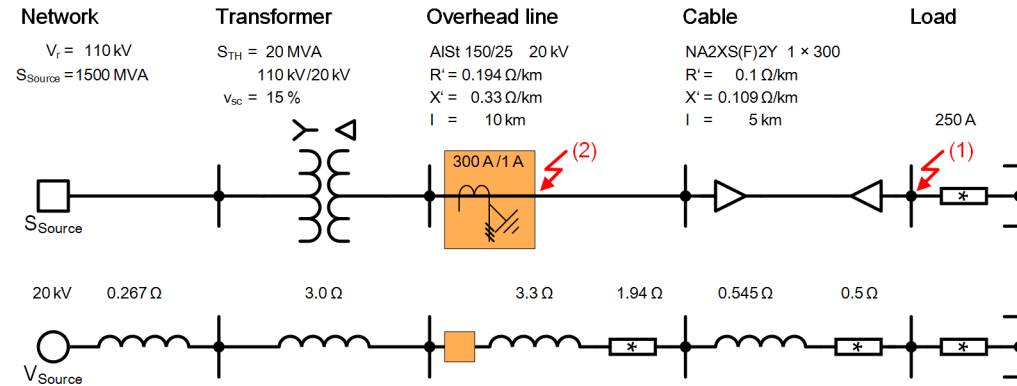 Network Transformer Overhead line Cable Load
Vr = 110 kV STH = 20 MVA AlSt 150/25 20 kV NA2XS(F)2Y 1 × 300
SSource = 1500 MVA 110 kV/20 kV R‘ = 0.194 Ω/km R‘ = 0.1 Ω/km
vsc = 15 % X‘ = 0.33 Ω/km X‘ = 0.109 Ω/km
l = 10 km l = 5 km 250 A
300 A /1 A (2) (1)
* 
SSource
20 kV 0.267 Ω 3.0 Ω 3.3 Ω 1.94 Ω 0.545 Ω 0.5 Ω
* * *
VSource